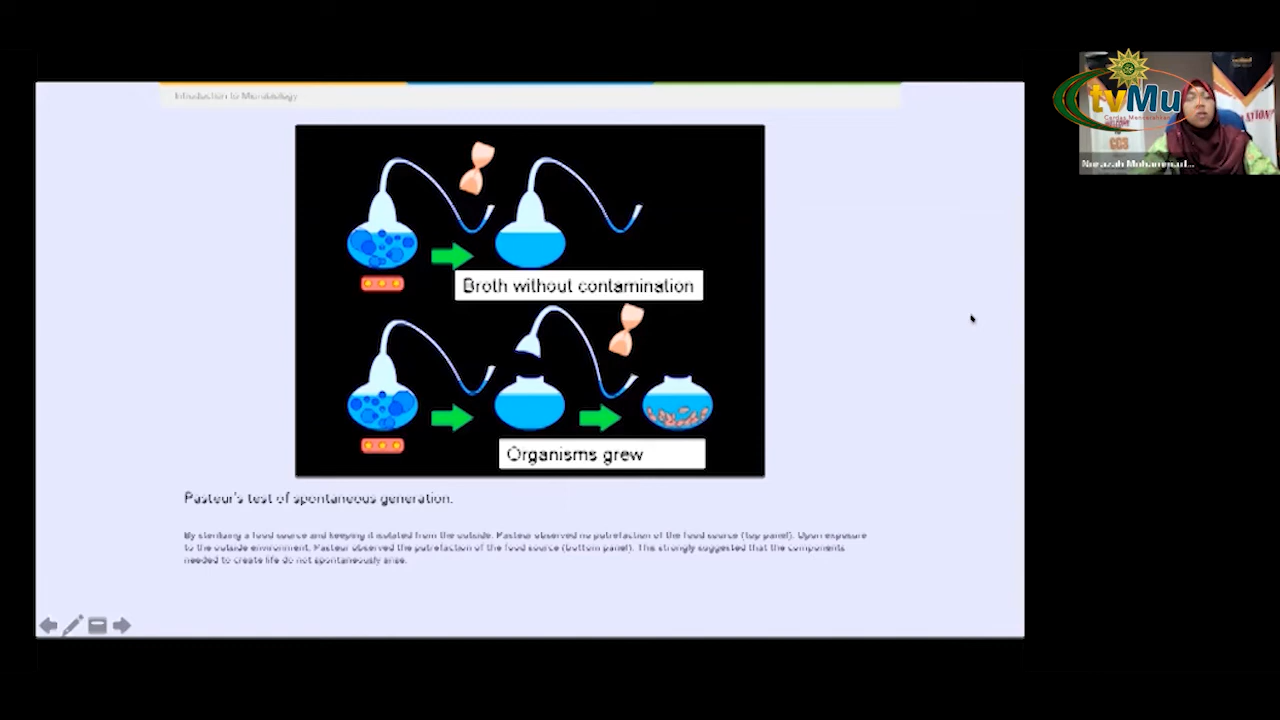 Introduction to Microbiology
tvMu
Cerdas Mencerahkan
CCS
Broth without contamination
Organisms grew
Pasteur's test of spontaneous generation.
By sterilizing a food source and keeping it isolated from the outside, Pasteur observed no putrefaction of the food source (top panel). Upon exposure
to the outside environment, Pasteur observed the putrefaction of the food source (bottom panel). This strongly suggested that the components
needed to create life do not spontaneously arise.